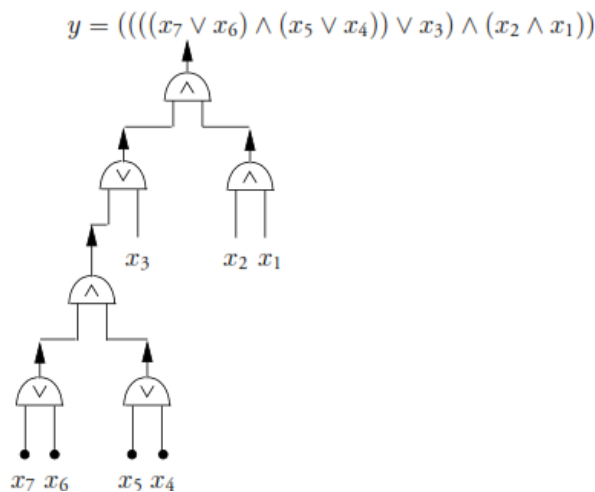 y = ((((x₇ ∨ x₆) ∧ (x₅ ∨ x₄)) ∨ x₃) ∧ (x₂ ∧ x₁))
∧
∨ ∧
x₃ x₂ x₁
∧
∨ ∨
x₇ x₆ x₅ x₄